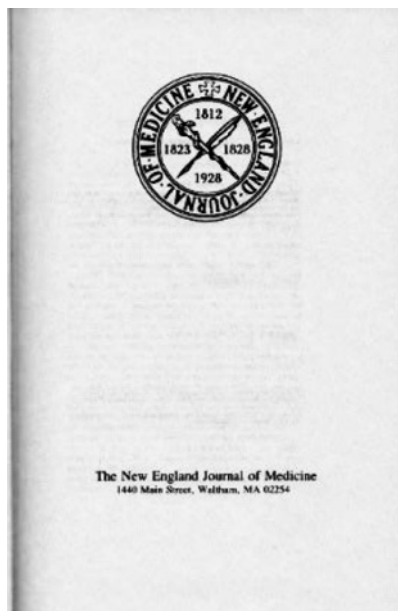 NEW · ENGLAND · JOURNAL · OF · MEDICINE
1812
1823 1828
1928
The New England Journal of Medicine
1440 Main Street, Waltham, MA 02254